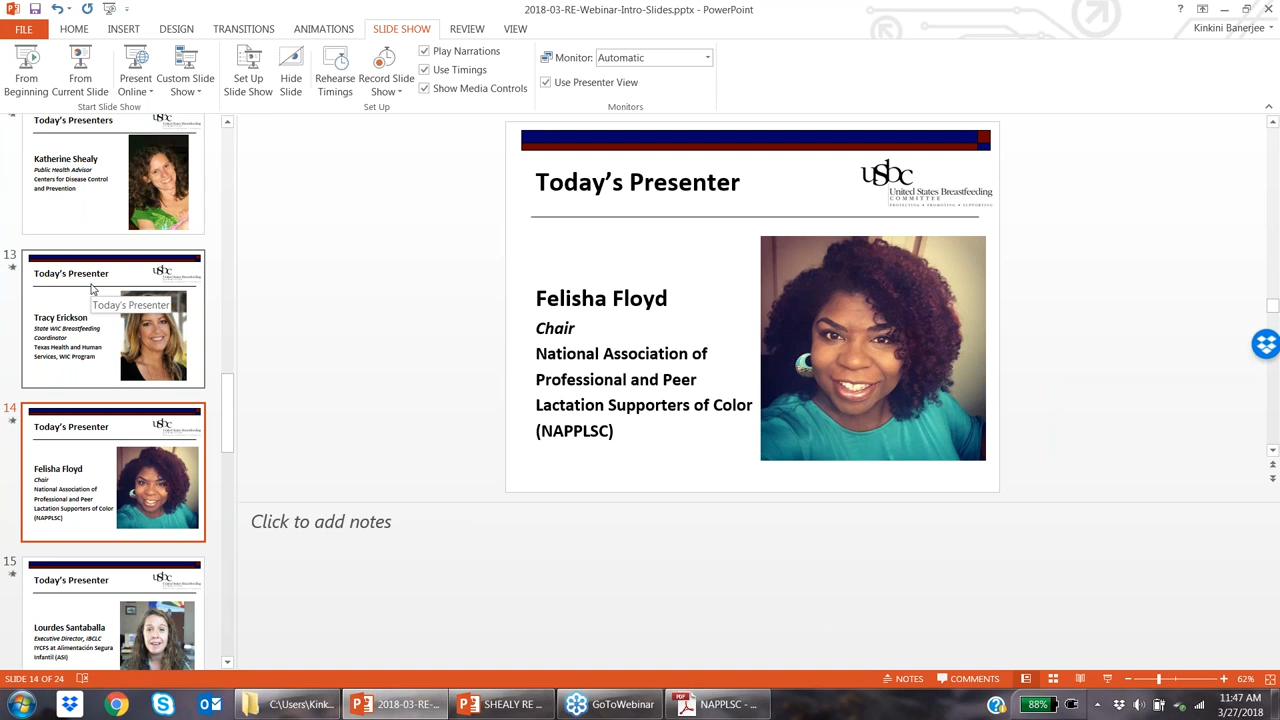 2018-03-RE-Webinar-Intro-Slides.pptx - PowerPoint
FILE HOME INSERT DESIGN TRANSITIONS ANIMATIONS SLIDE SHOW REVIEW VIEW
Kinkini Banerjee
From Beginning
From Current Slide
Present Online
Custom Slide Show
Start Slide Show
Set Up Slide Show
Hide Slide
Rehearse Timings
Record Slide Show
Play Narrations
Use Timings
Show Media Controls
Set Up
Monitor: Automatic
Use Presenter View
Monitors
Today's Presenters
Katherine Shealy
Public Health Advisor
Centers for Disease Control
and Prevention
13
Today's Presenter
Today's Presenter
Tracy Erickson
State WIC Breastfeeding
Coordinator
Texas Health and Human
Services, WIC Program
14
Today's Presenter
Felisha Floyd
Chair
National Association of
Professional and Peer
Lactation Supporters of Color
(NAPPLSC)
15
Today's Presenter
Lourdes Santaballa
Executive Director, IBCLC
IYCFS at Alimentación Segura
Infantil (ASI)
Today's Presenter
usbc
United States Breastfeeding
COMMITTEE
PROTECTING • PROMOTING • SUPPORTING
Felisha Floyd
Chair
National Association of
Professional and Peer
Lactation Supporters of Color
(NAPPLSC)
Click to add notes
SLIDE 14 OF 24
NOTES COMMENTS 62%
C:\Users\Kink...
2018-03-RE-...
SHEALY RE ...
GoToWebinar
NAPPLSC - ...
88%
11:47 AM
3/27/2018